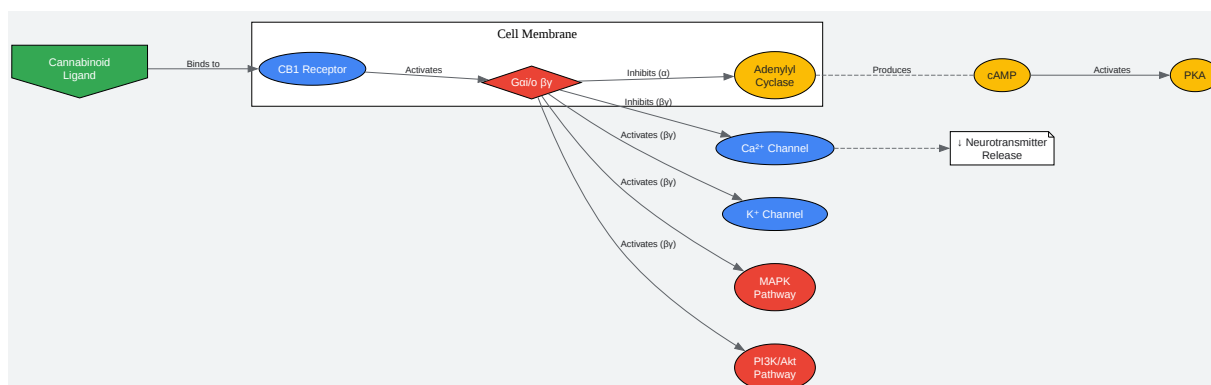 Cell Membrane
Cannabinoid
Ligand
Binds to
CB1 Receptor
Activates
Gαi/o βγ
Inhibits (α)
Adenylyl
Cyclase
Produces
cAMP
Activates
PKA
Inhibits (βγ)
Ca²⁺ Channel
↓ Neurotransmitter
Release
Activates (βγ)
K⁺ Channel
Activates (βγ)
MAPK
Pathway
Activates (βγ)
PI3K/Akt
Pathway